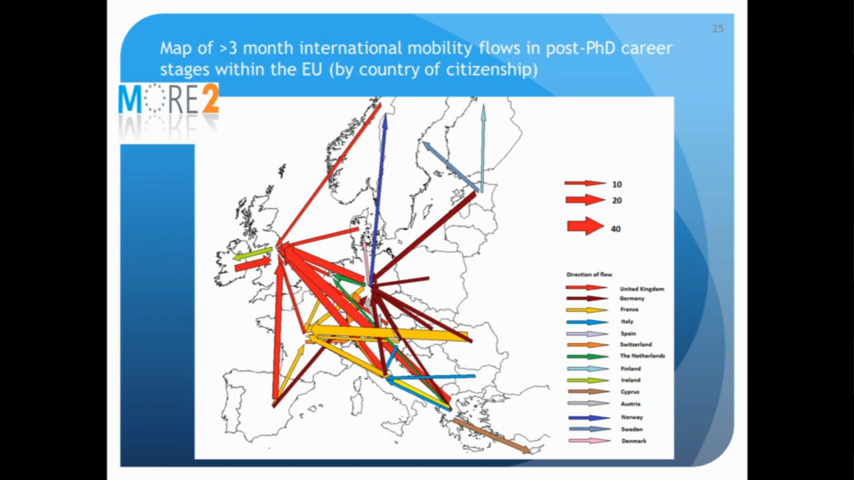 25
Map of >3 month international mobility flows in post-PhD career
stages within the EU (by country of citizenship)
MORE2
10
20
40
Direction of flow
United Kingdom
Germany
France
Italy
Spain
Switzerland
The Netherlands
Finland
Ireland
Cyprus
Austria
Norway
Sweden
Denmark